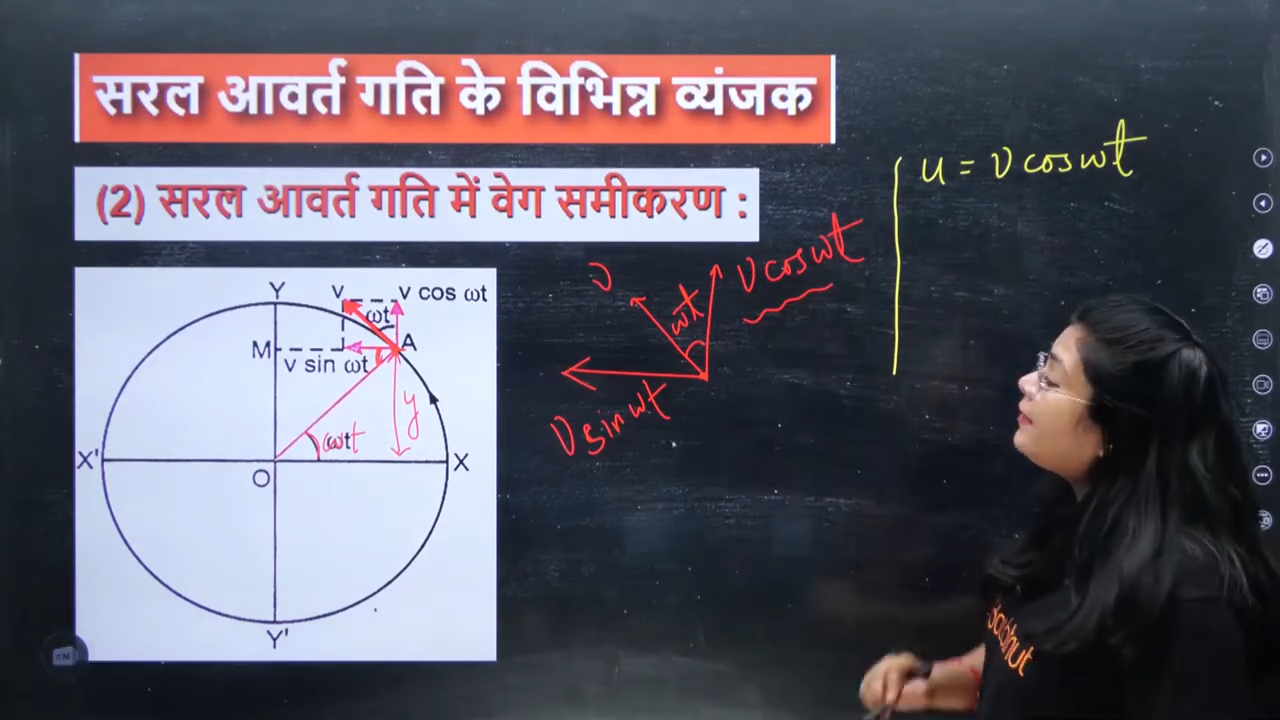 सरल आवर्त गति के विभिन्न व्यंजक
(2) सरल आवर्त गति में वेग समीकरण :
u = v cos ωt
v cos ωt
v
ωt
v sin ωt
Y
v
v cos ωt
ωt
M
A
v sin ωt
y
ωt
X'
X
O
Y'